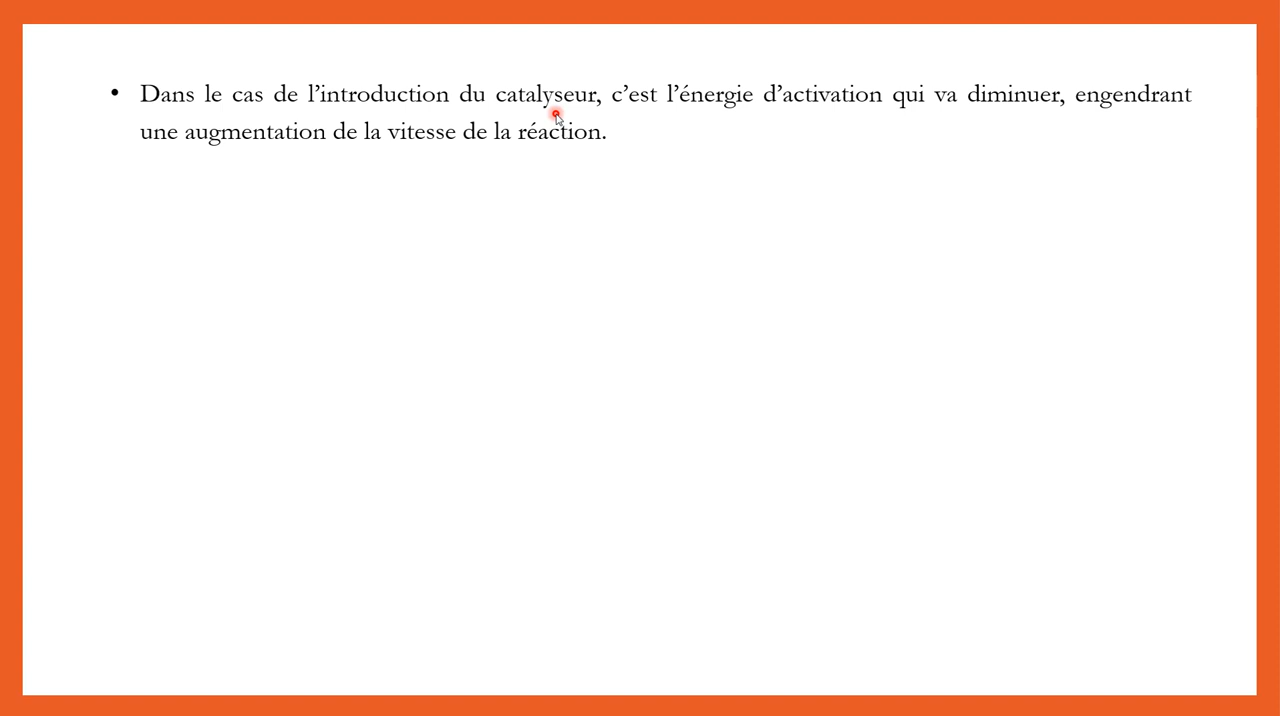 • Dans le cas de l’introduction du catalyseur, c’est l’énergie d’activation qui va diminuer, engendrant
une augmentation de la vitesse de la réaction.